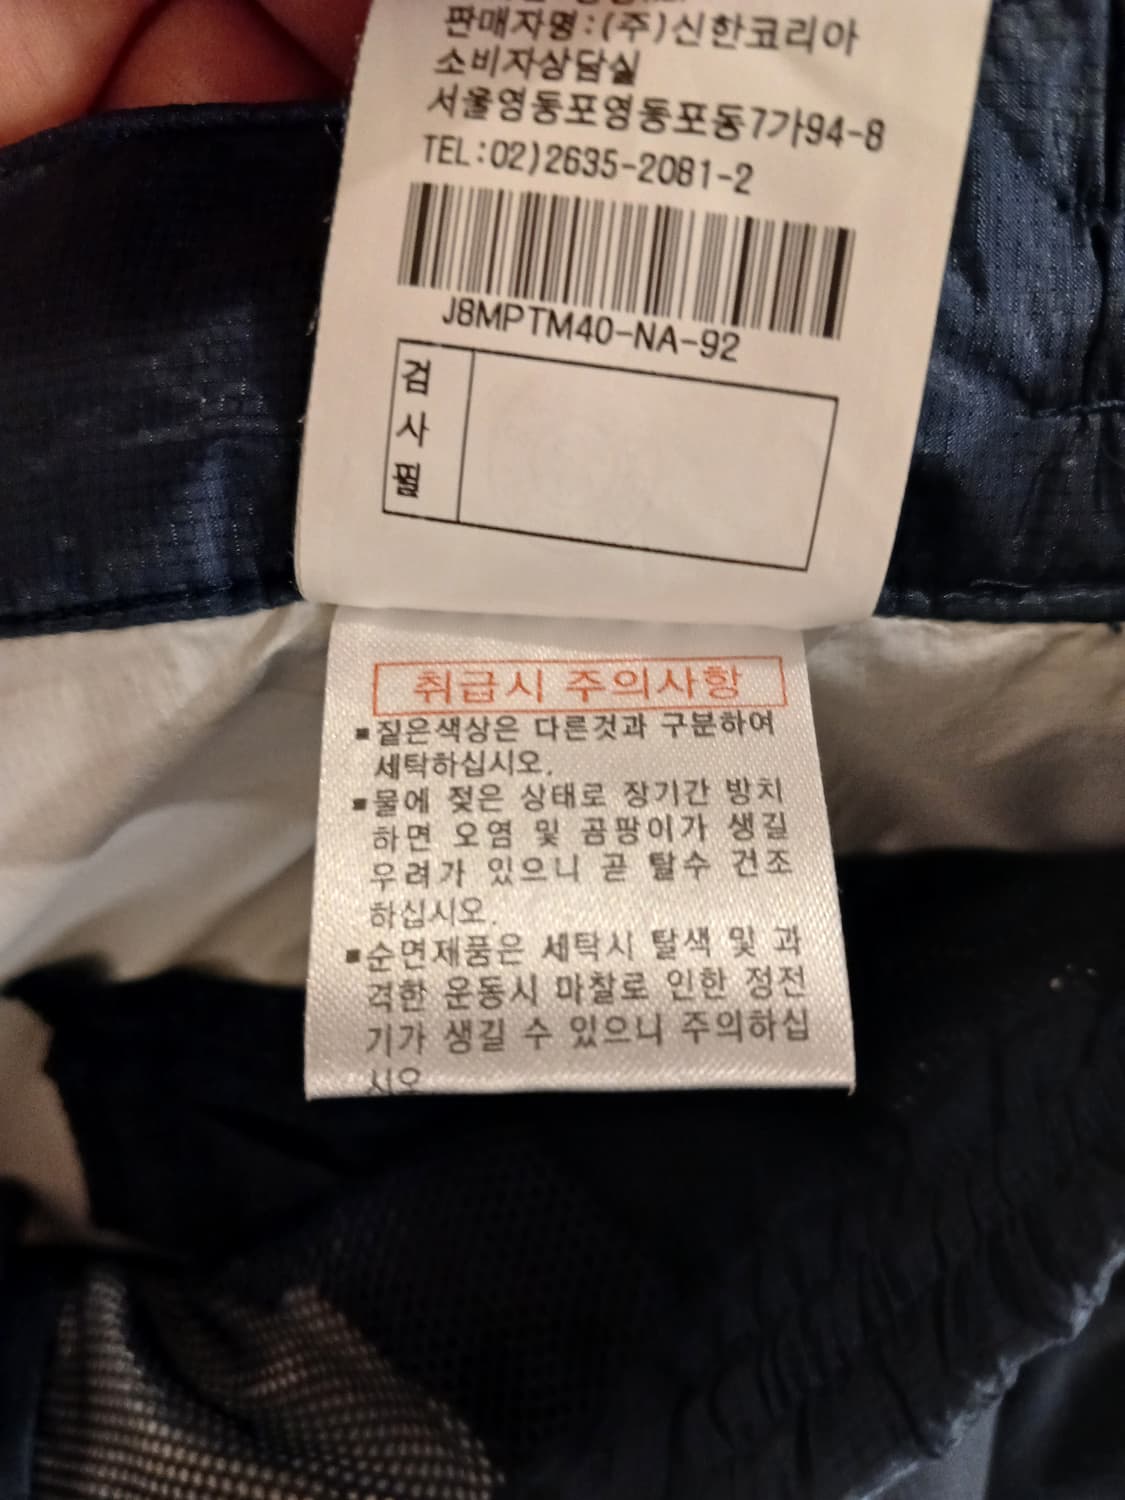 판매자명:(주)신한코리아
소비자상담실
서울영등포영등포동7가94-8
TEL:02)2635-2081-2
J8MPTM40-NA-92
검
사
필
취급시 주의사항
▪짙은색상은 다른것과 구분하여
세탁하십시오.
▪물에 젖은 상태로 장기간 방치
하면 오염 및 곰팡이가 생길
우려가 있으니 곧 탈수 건조
하십시오.
▪순면제품은 세탁시 탈색 및 과
격한 운동시 마찰로 인한 정전
기가 생길 수 있으니 주의하십
시오